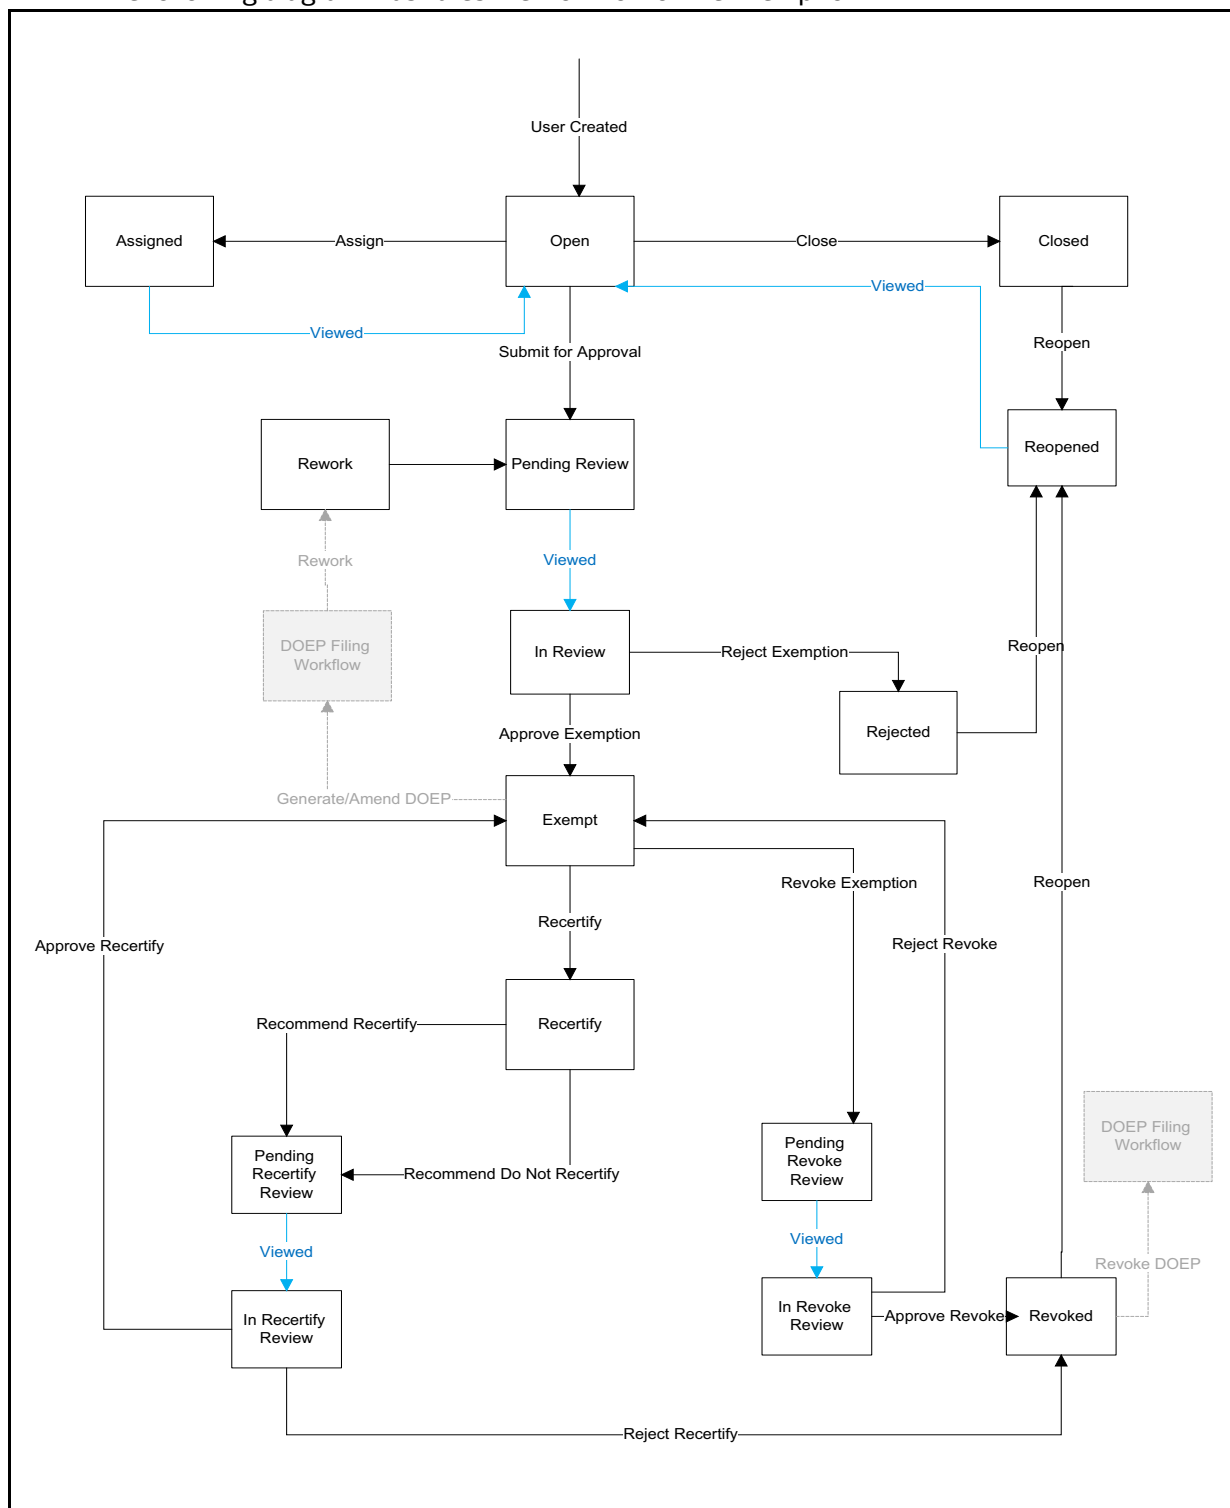 User Created
Assigned
Assign
Open
Close
Closed
Viewed
Viewed
Submit for Approval
Reopen
Rework
Pending Review
Reopened
Rework
Viewed
DOEP Filing
Workflow
In Review
Reject Exemption
Reopen
Approve Exemption
Rejected
Generate/Amend DOEP
Exempt
Revoke Exemption
Reopen
Recertify
Approve Recertify
Reject Revoke
Recommend Recertify
Recertify
DOEP Filing
Workflow
Pending
Recertify
Review
Recommend Do Not Recertify
Pending
Revoke
Review
Viewed
Viewed
Revoke DOEP
In Recertify
Review
In Revoke
Review
Approve Revoke
Revoked
Reject Recertify